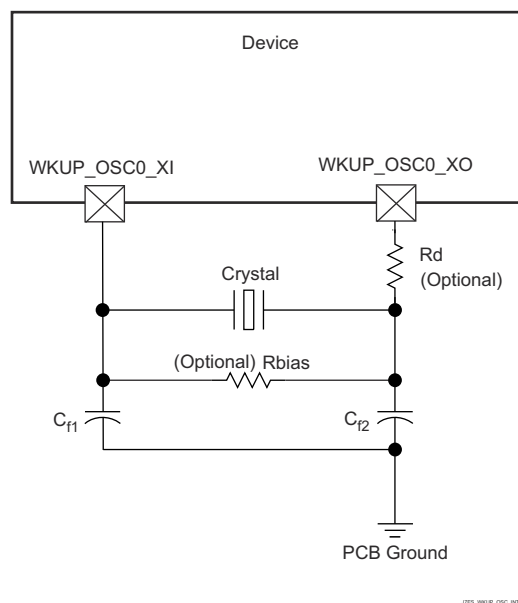 Device
WKUP_OSC0_XI
WKUP_OSC0_XO
Rd
(Optional)
Crystal
(Optional) Rbias
Cf1
Cf2
PCB Ground